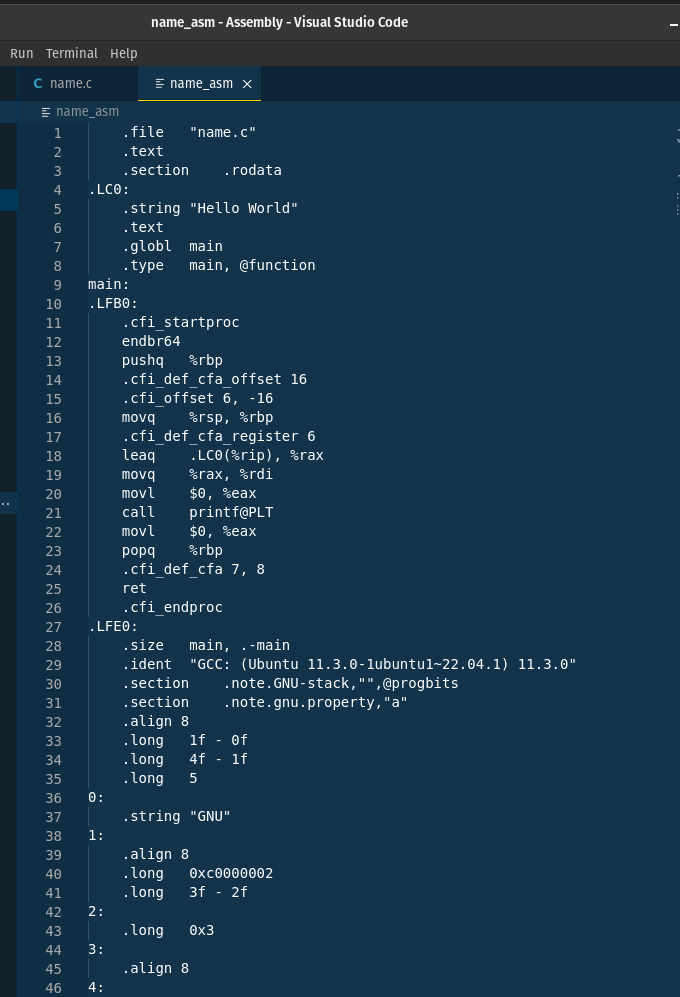 name_asm - Assembly - Visual Studio Code
Run Terminal Help
C name.c name_asm
name_asm
1 .file "name.c"
2 .text
3 .section .rodata
4 .LC0:
5 .string "Hello World"
6 .text
7 .globl main
8 .type main, @function
9 main:
10 .LFB0:
11 .cfi_startproc
12 endbr64
13 pushq %rbp
14 .cfi_def_cfa_offset 16
15 .cfi_offset 6, -16
16 movq %rsp, %rbp
17 .cfi_def_cfa_register 6
18 leaq .LC0(%rip), %rax
19 movq %rax, %rdi
20 movl $0, %eax
21 call printf@PLT
22 movl $0, %eax
23 popq %rbp
24 .cfi_def_cfa 7, 8
25 ret
26 .cfi_endproc
27 .LFE0:
28 .size main, .-main
29 .ident "GCC: (Ubuntu 11.3.0-1ubuntu1~22.04.1) 11.3.0"
30 .section .note.GNU-stack,"",@progbits
31 .section .note.gnu.property,"a"
32 .align 8
33 .long 1f - 0f
34 .long 4f - 1f
35 .long 5
36 0:
37 .string "GNU"
38 1:
39 .align 8
40 .long 0xc0000002
41 .long 3f - 2f
42 2:
43 .long 0x3
44 3:
45 .align 8
46 4: